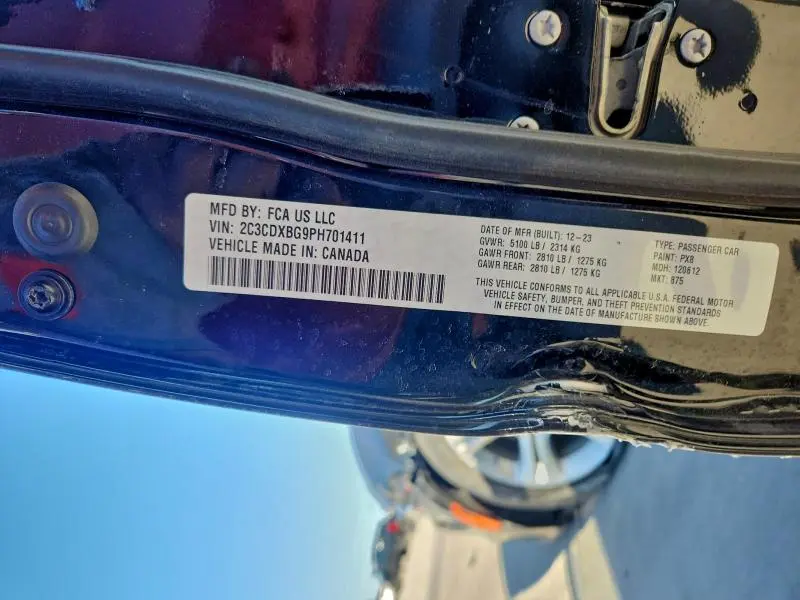 MFD BY: FCA US LLC
VIN: 2C3CDXBG9PH701411
VEHICLE MADE IN: CANADA
DATE OF MFR (BUILT): 12-23
GVWR: 5100 LB / 2314 KG
GAWR FRONT: 2810 LB / 1275 KG
GAWR REAR: 2810 LB / 1275 KG
TYPE: PASSENGER CAR
PAINT: PX8
MDH: 120612
MKT: 875
THIS VEHICLE CONFORMS TO ALL APPLICABLE U.S.A. FEDERAL MOTOR
VEHICLE SAFETY, BUMPER, AND THEFT PREVENTION STANDARDS
IN EFFECT ON THE DATE OF MANUFACTURE SHOWN ABOVE.